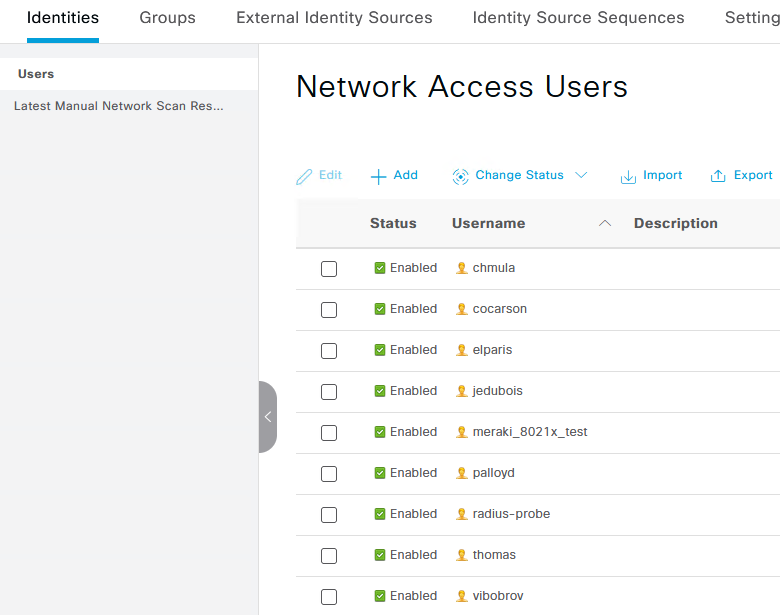 Identities Groups External Identity Sources Identity Source Sequences Setting
Users
Latest Manual Network Scan Res...
Network Access Users
Edit Add Change Status Import Export
Status Username Description
Enabled chmula
Enabled cocarson
Enabled elparis
Enabled jedubois
Enabled meraki_8021x_test
Enabled palloyd
Enabled radius-probe
Enabled thomas
Enabled vibobrov